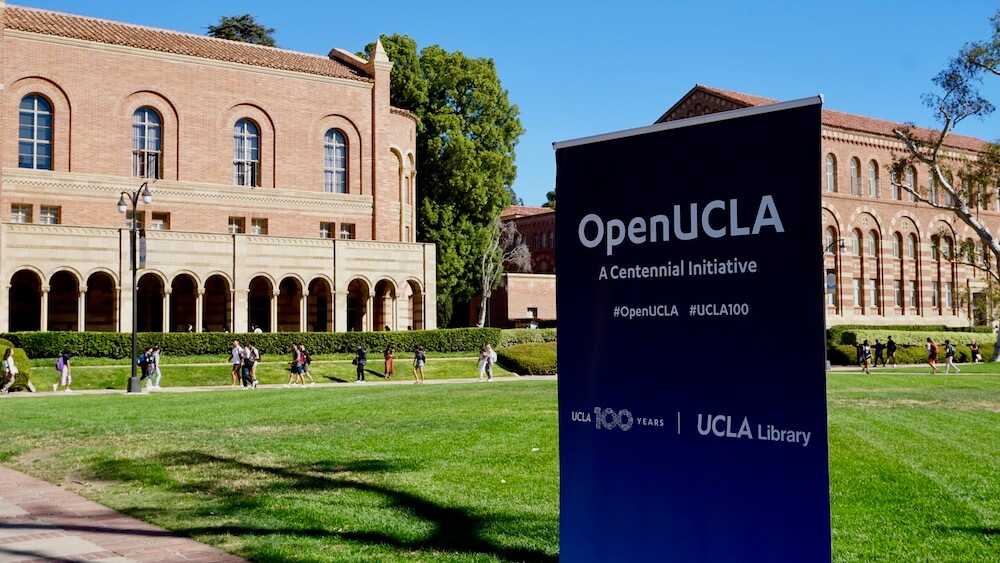 OpenUCLA
A Centennial Initiative
#OpenUCLA #UCLA100
UCLA 100 YEARS | UCLA Library